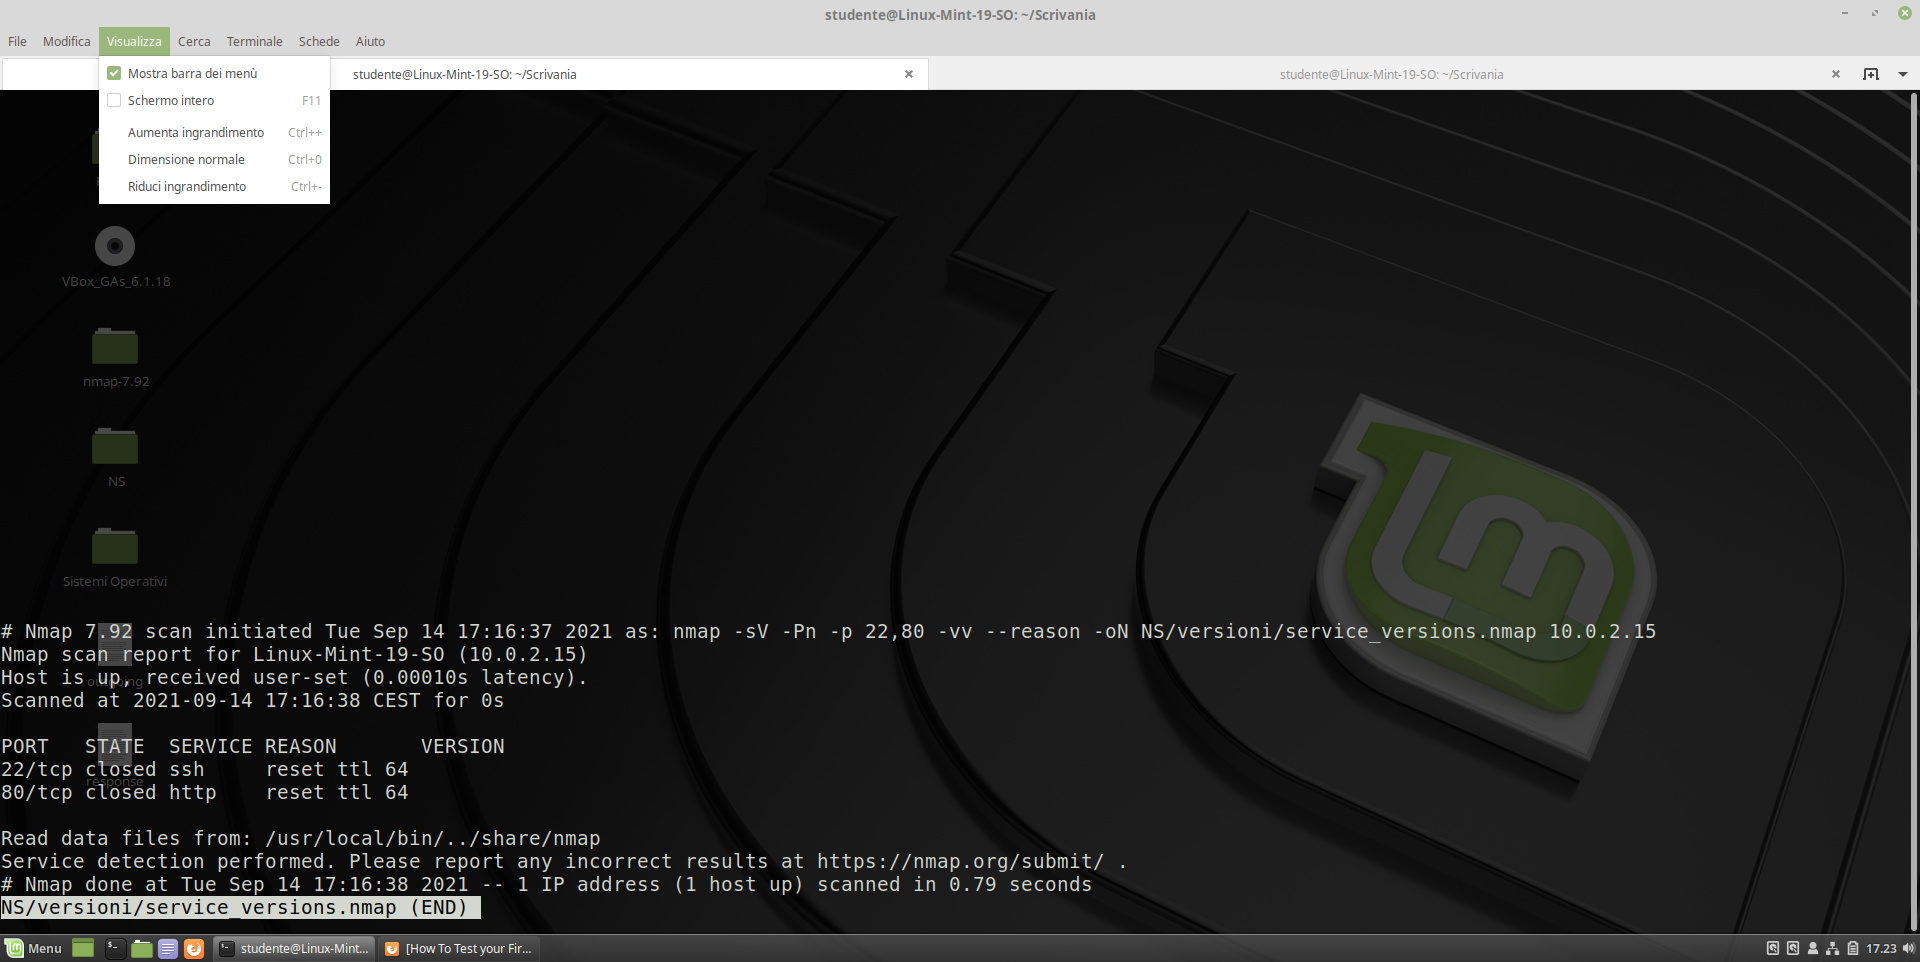 studente@Linux-Mint-19-SO: ~/Scrivania
File Modifica Visualizza Cerca Terminale Schede Aiuto
studente@Linux-Mint-19-SO: ~/Scrivania
studente@Linux-Mint-19-SO: ~/Scrivania
Mostra barra dei menù
Schermo intero F11
Aumenta ingrandimento Ctrl++
Dimensione normale Ctrl+0
Riduci ingrandimento Ctrl+-
VBox_GAs_6.1.18
nmap-7.92
NS
Sistemi Operativi
# Nmap 7.92 scan initiated Tue Sep 14 17:16:37 2021 as: nmap -sV -Pn -p 22,80 -vv --reason -oN NS/versioni/service_versions.nmap 10.0.2.15
Nmap scan report for Linux-Mint-19-SO (10.0.2.15)
Host is up, received user-set (0.00010s latency).
Scanned at 2021-09-14 17:16:38 CEST for 0s
PORT STATE SERVICE REASON VERSION
22/tcp closed ssh reset ttl 64
response
80/tcp closed http reset ttl 64
Read data files from: /usr/local/bin/../share/nmap
Service detection performed. Please report any incorrect results at https://nmap.org/submit/ .
# Nmap done at Tue Sep 14 17:16:38 2021 -- 1 IP address (1 host up) scanned in 0.79 seconds
NS/versioni/service_versions.nmap (END)
Menu studente@Linux-Mint... [How To Test your Fir... 17.23